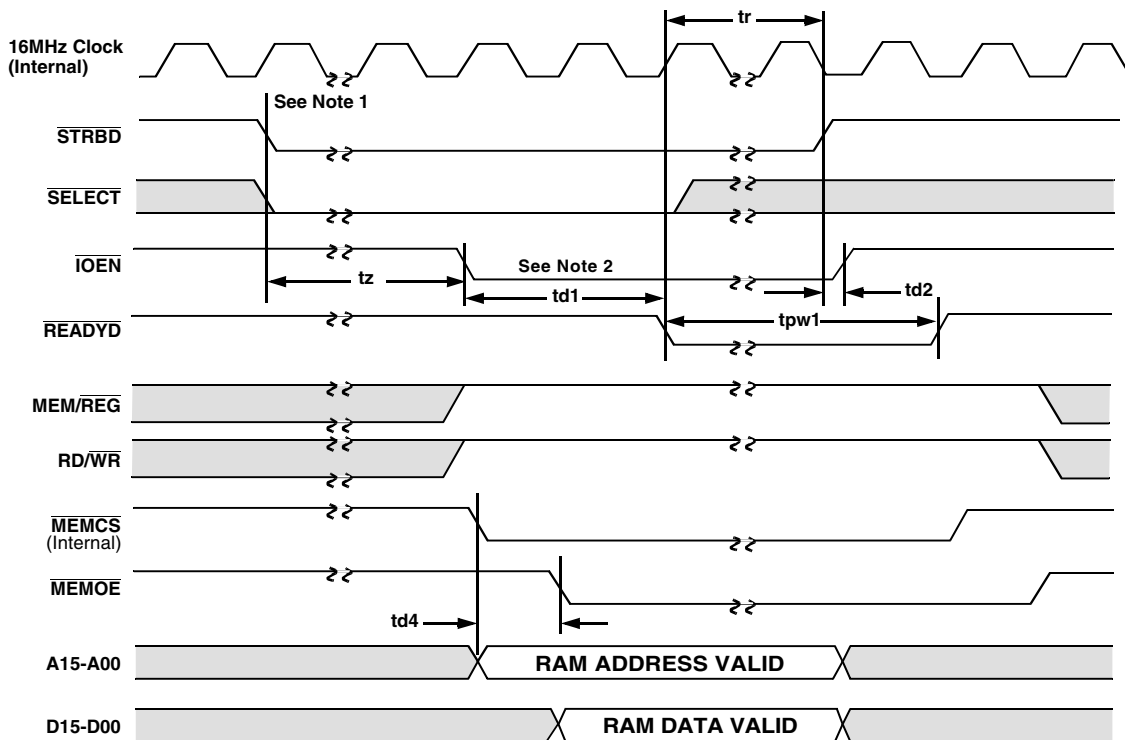 tr
16MHz Clock
(Internal)
See Note 1
STRBD
SELECT
IOEN
See Note 2
tz
td1
td2
READYD
tpw1
MEM/REG
RD/WR
MEMCS
(Internal)
MEMOE
td4
A15-A00
RAM ADDRESS VALID
D15-D00
RAM DATA VALID